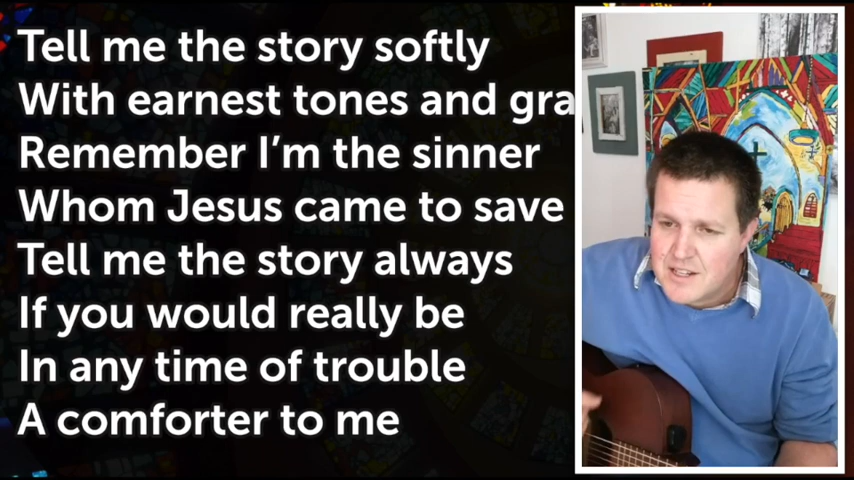 Tell me the story softly
With earnest tones and gra
Remember I'm the sinner
Whom Jesus came to save
Tell me the story always
If you would really be
In any time of trouble
A comforter to me